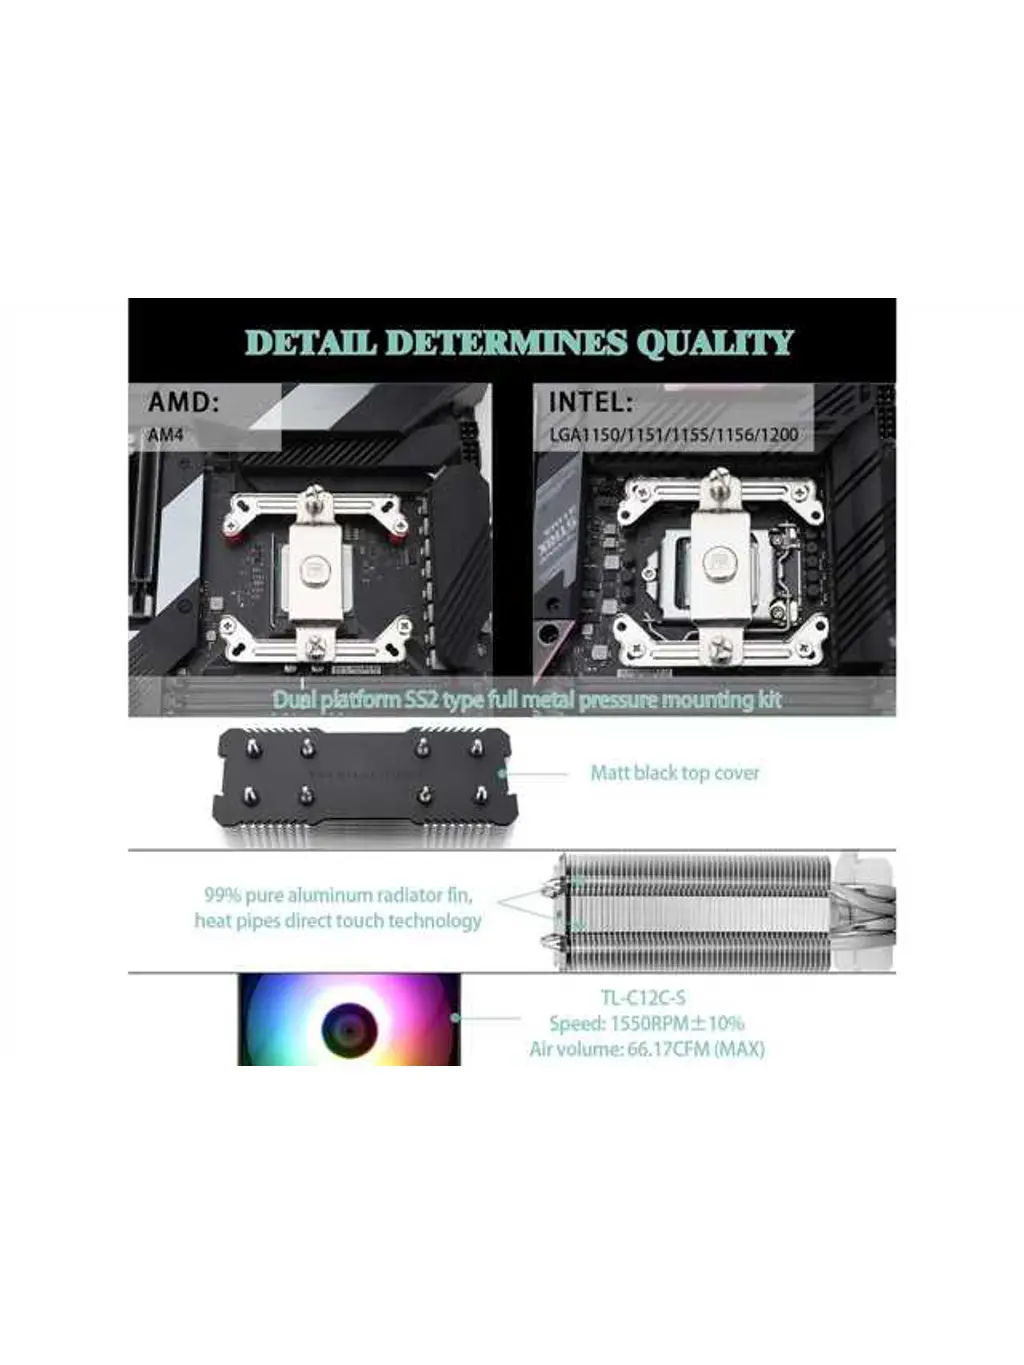 DETAIL DETERMINES QUALITY
AMD:
AM4
INTEL:
LGA1150/1151/1155/1156/1200
STRIX
Dual platform SS2 type full metal pressure mounting kit
Matt black top cover
99% pure aluminum radiator fin,
heat pipes direct touch technology
TL-C12C-S
Speed: 1550RPM±10%
Air volume: 66.17CFM (MAX)